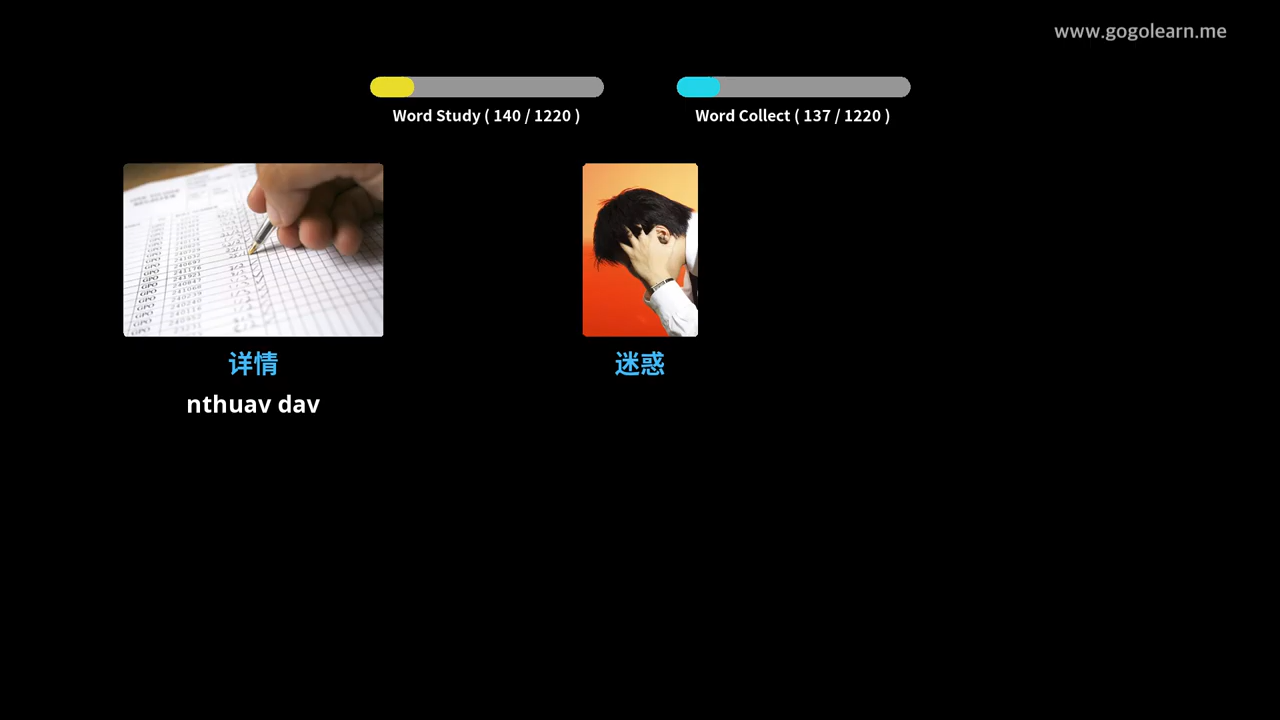 www.gogolearn.me
Word Study ( 140 / 1220 )
Word Collect ( 137 / 1220 )
详情
迷惑
nthuav dav